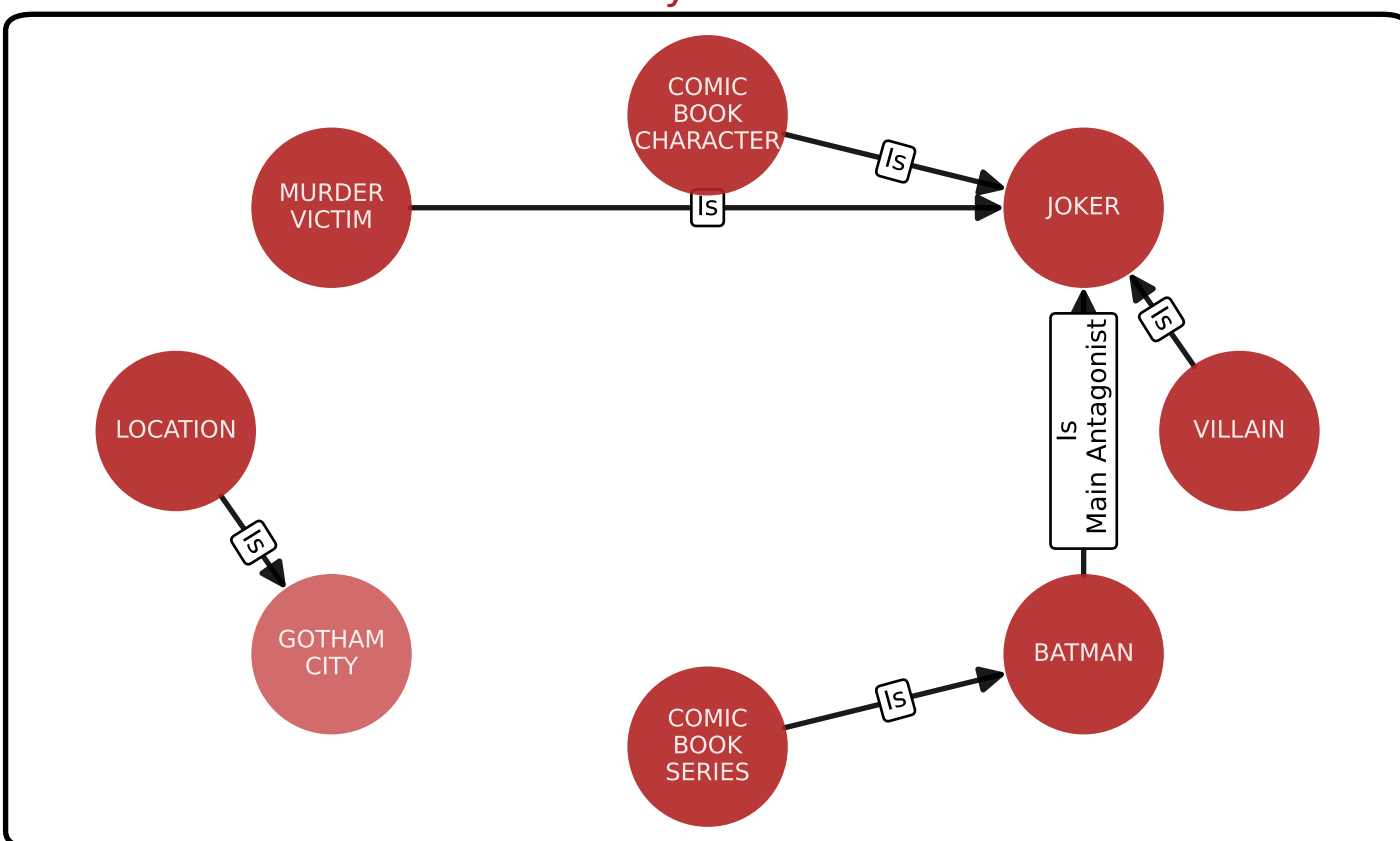 COMIC
BOOK
CHARACTER
Is
MURDER
VICTIM
Is
JOKER
Is
VILLAIN
Is
Main Antagonist
LOCATION
Is
GOTHAM
CITY
BATMAN
Is
COMIC
BOOK
SERIES